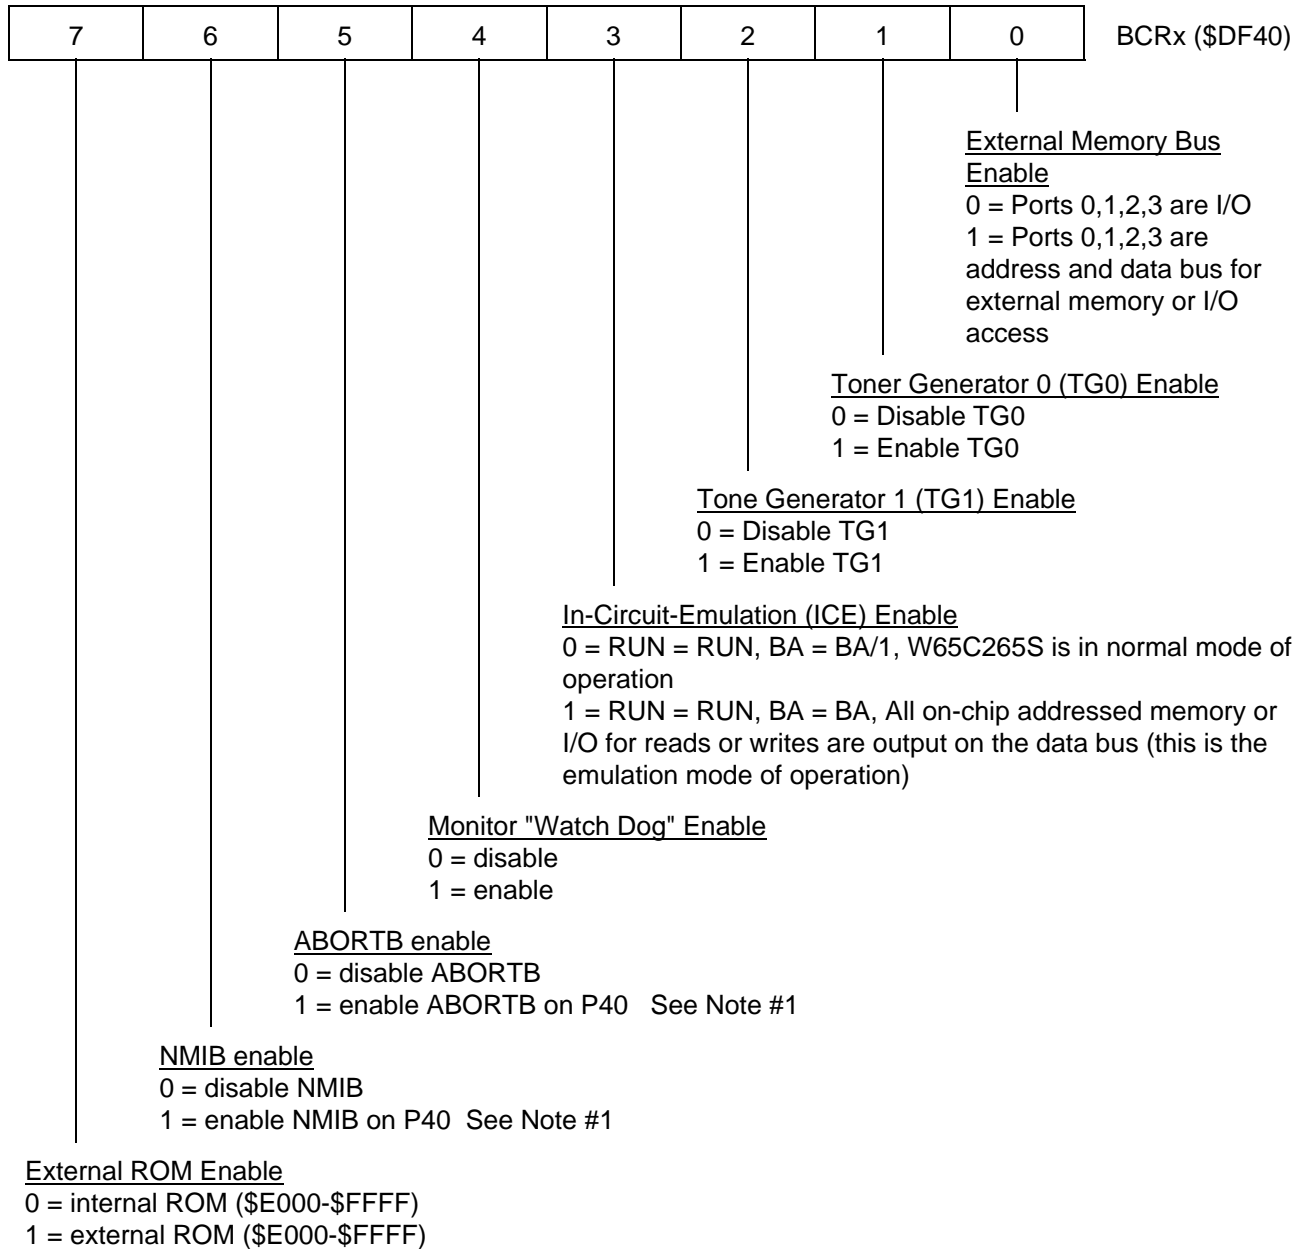 7 6 5 4 3 2 1 0 BCRx ($DF40)
External Memory Bus
Enable
0 = Ports 0,1,2,3 are I/O
1 = Ports 0,1,2,3 are
address and data bus for
external memory or I/O
access
Toner Generator 0 (TG0) Enable
0 = Disable TG0
1 = Enable TG0
Tone Generator 1 (TG1) Enable
0 = Disable TG1
1 = Enable TG1
In-Circuit-Emulation (ICE) Enable
0 = RUN = RUN, BA = BA/1, W65C265S is in normal mode of
operation
1 = RUN = RUN, BA = BA, All on-chip addressed memory or
I/O for reads or writes are output on the data bus (this is the
emulation mode of operation)
Monitor "Watch Dog" Enable
0 = disable
1 = enable
ABORTB enable
0 = disable ABORTB
1 = enable ABORTB on P40 See Note #1
NMIB enable
0 = disable NMIB
1 = enable NMIB on P40 See Note #1
External ROM Enable
0 = internal ROM ($E000-$FFFF)
1 = external ROM ($E000-$FFFF)